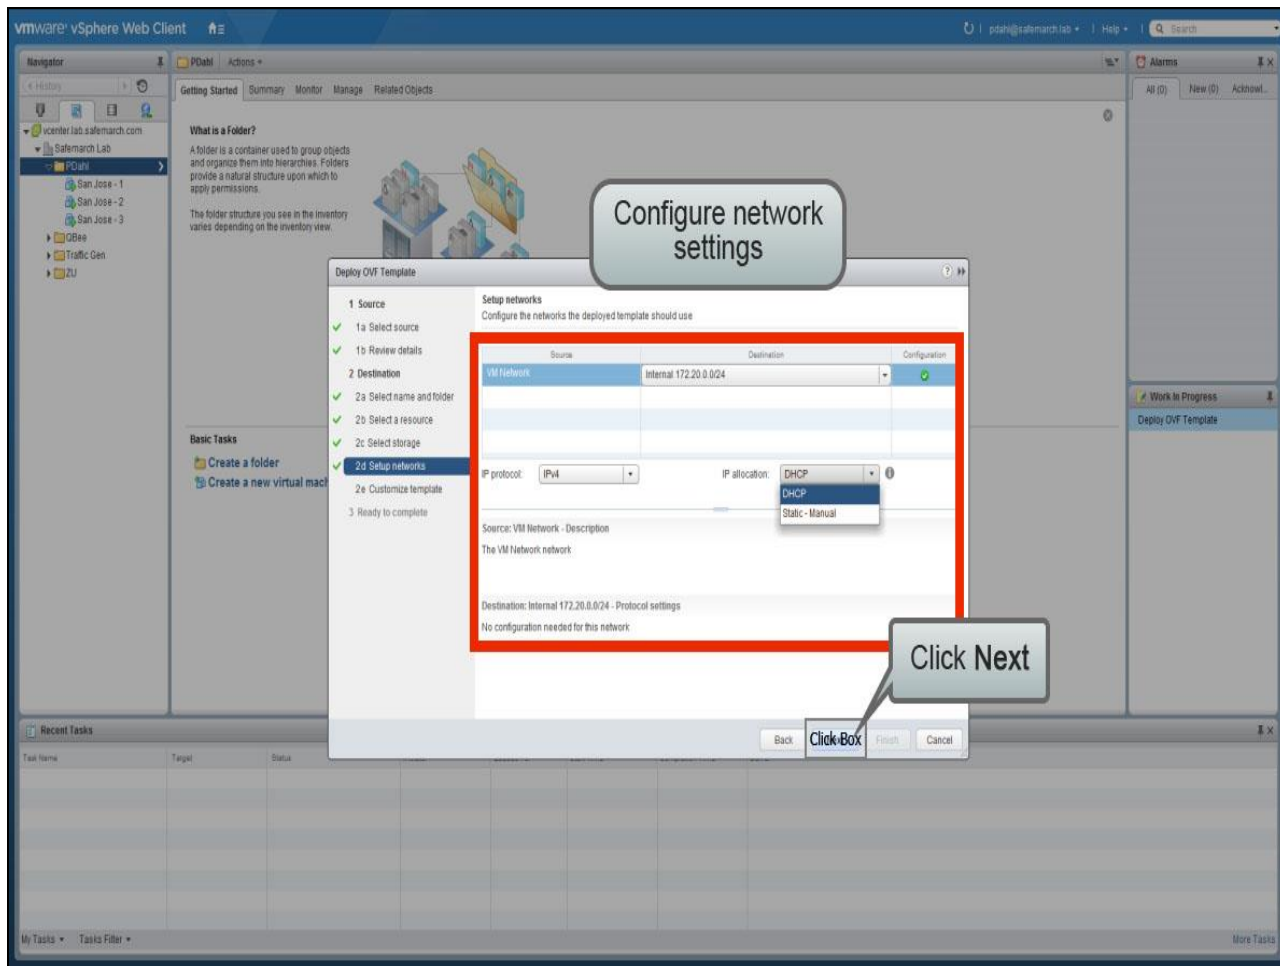 vmware vSphere Web Client
pdahl@safemarch.lab
Help
Search
Navigator
History
vcenter.lab.safemarch.com
Safemarch Lab
PDahl
San Jose - 1
San Jose - 2
San Jose - 3
QBee
Traffic Gen
ZU
PDahl Actions
Getting Started Summary Monitor Manage Related Objects
What is a Folder?
A folder is a container used to group objects
and organize them into hierarchies. Folders
provide a natural structure upon which to
apply permissions.
The folder structure you see in the inventory
varies depending on the inventory view.
Basic Tasks
Create a folder
Create a new virtual mach
Configure network
settings
Deploy OVF Template
1 Source
1a Select source
1b Review details
2 Destination
2a Select name and folder
2b Select a resource
2c Select storage
2d Setup networks
2e Customize template
3 Ready to complete
Setup networks
Configure the networks the deployed template should use
Source Destination Configuration
VM Network Internal 172.20.0.0/24
IP protocol: IPv4 IP allocation: DHCP
DHCP
Static - Manual
Source: VM Network - Description
The VM Network network
Destination: Internal 172.20.0.0/24 - Protocol settings
No configuration needed for this network
Click Next
Back Click Box Finish Cancel
Alarms
All (0) New (0) Acknowl...
Work In Progress
Deploy OVF Template
Recent Tasks
Task Name Target Status
My Tasks Tasks Filter More Tasks